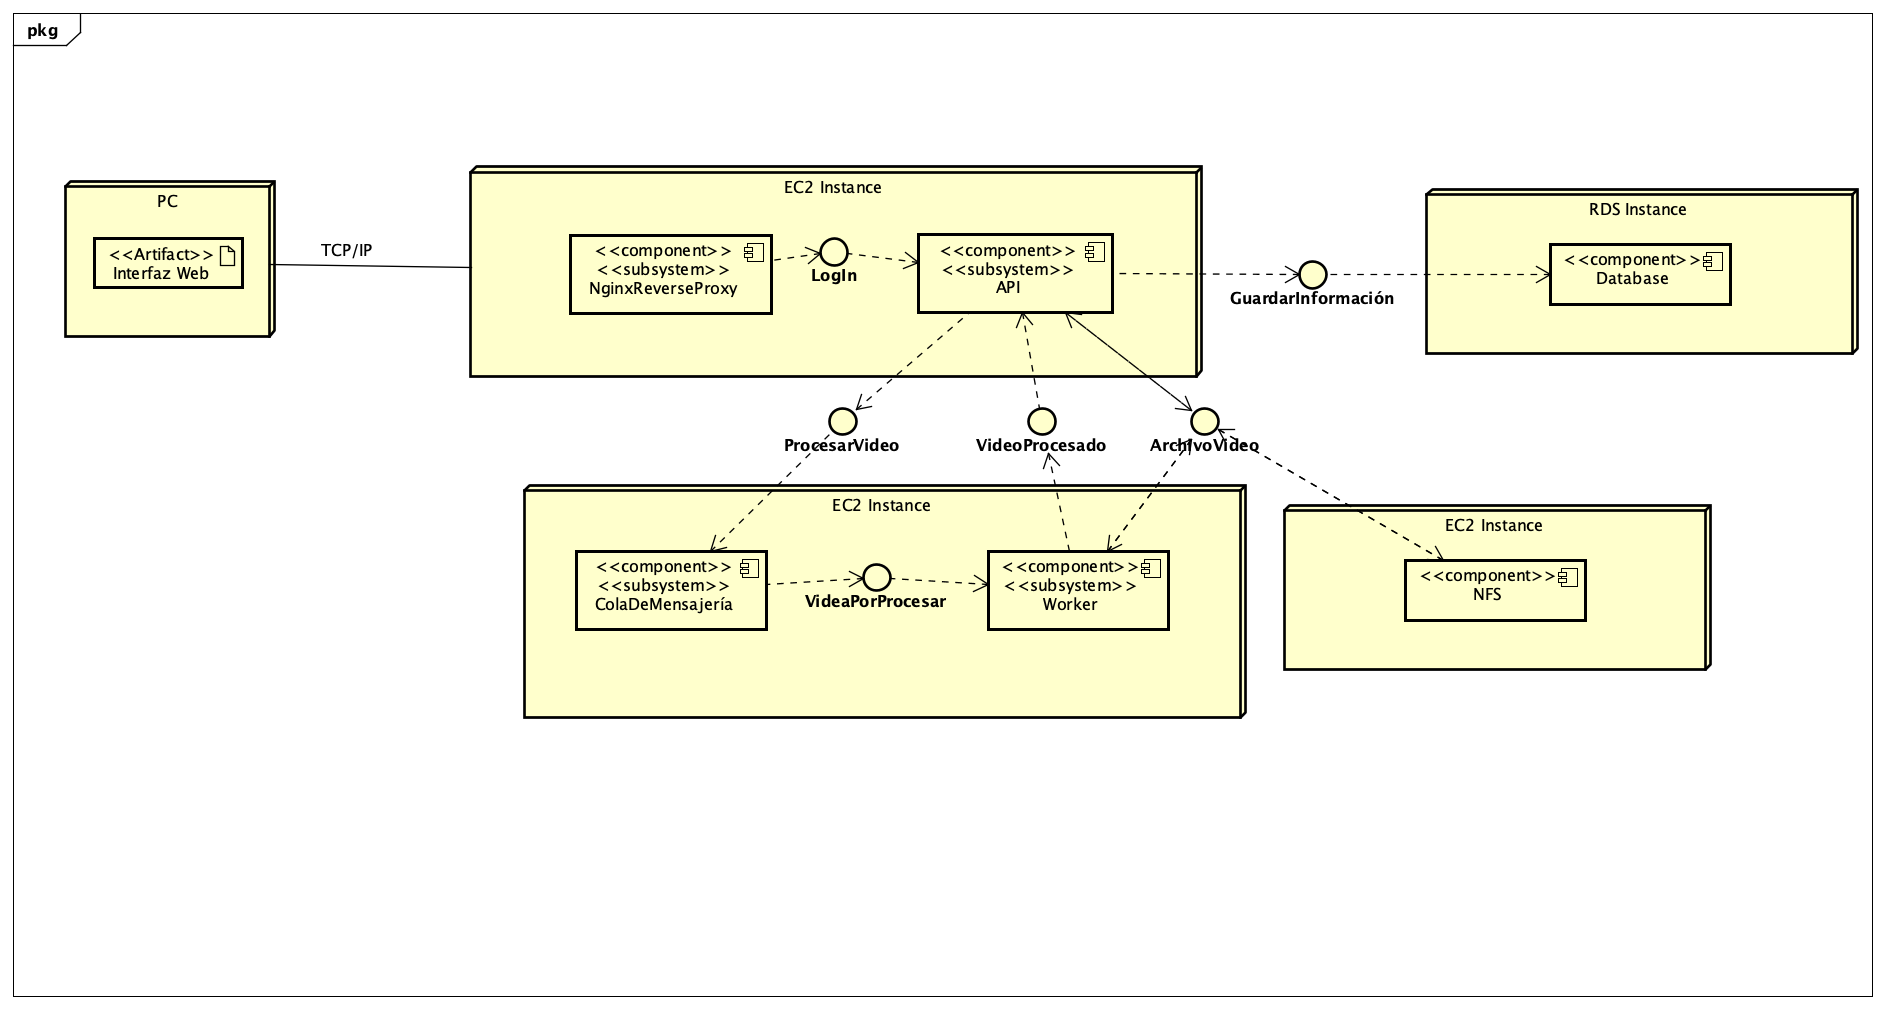 pkg
PC
<<Artifact>>
Interfaz Web
TCP/IP
EC2 Instance
<<component>>
<<subsystem>>
NginxReverseProxy
LogIn
<<component>>
<<subsystem>>
API
GuardarInformación
RDS Instance
<<component>>
Database
ProcesarVideo
VideoProcesado
ArchivoVideo
EC2 Instance
<<component>>
<<subsystem>>
ColaDeMensajería
VideaPorProcesar
<<component>>
<<subsystem>>
Worker
EC2 Instance
<<component>>
NFS